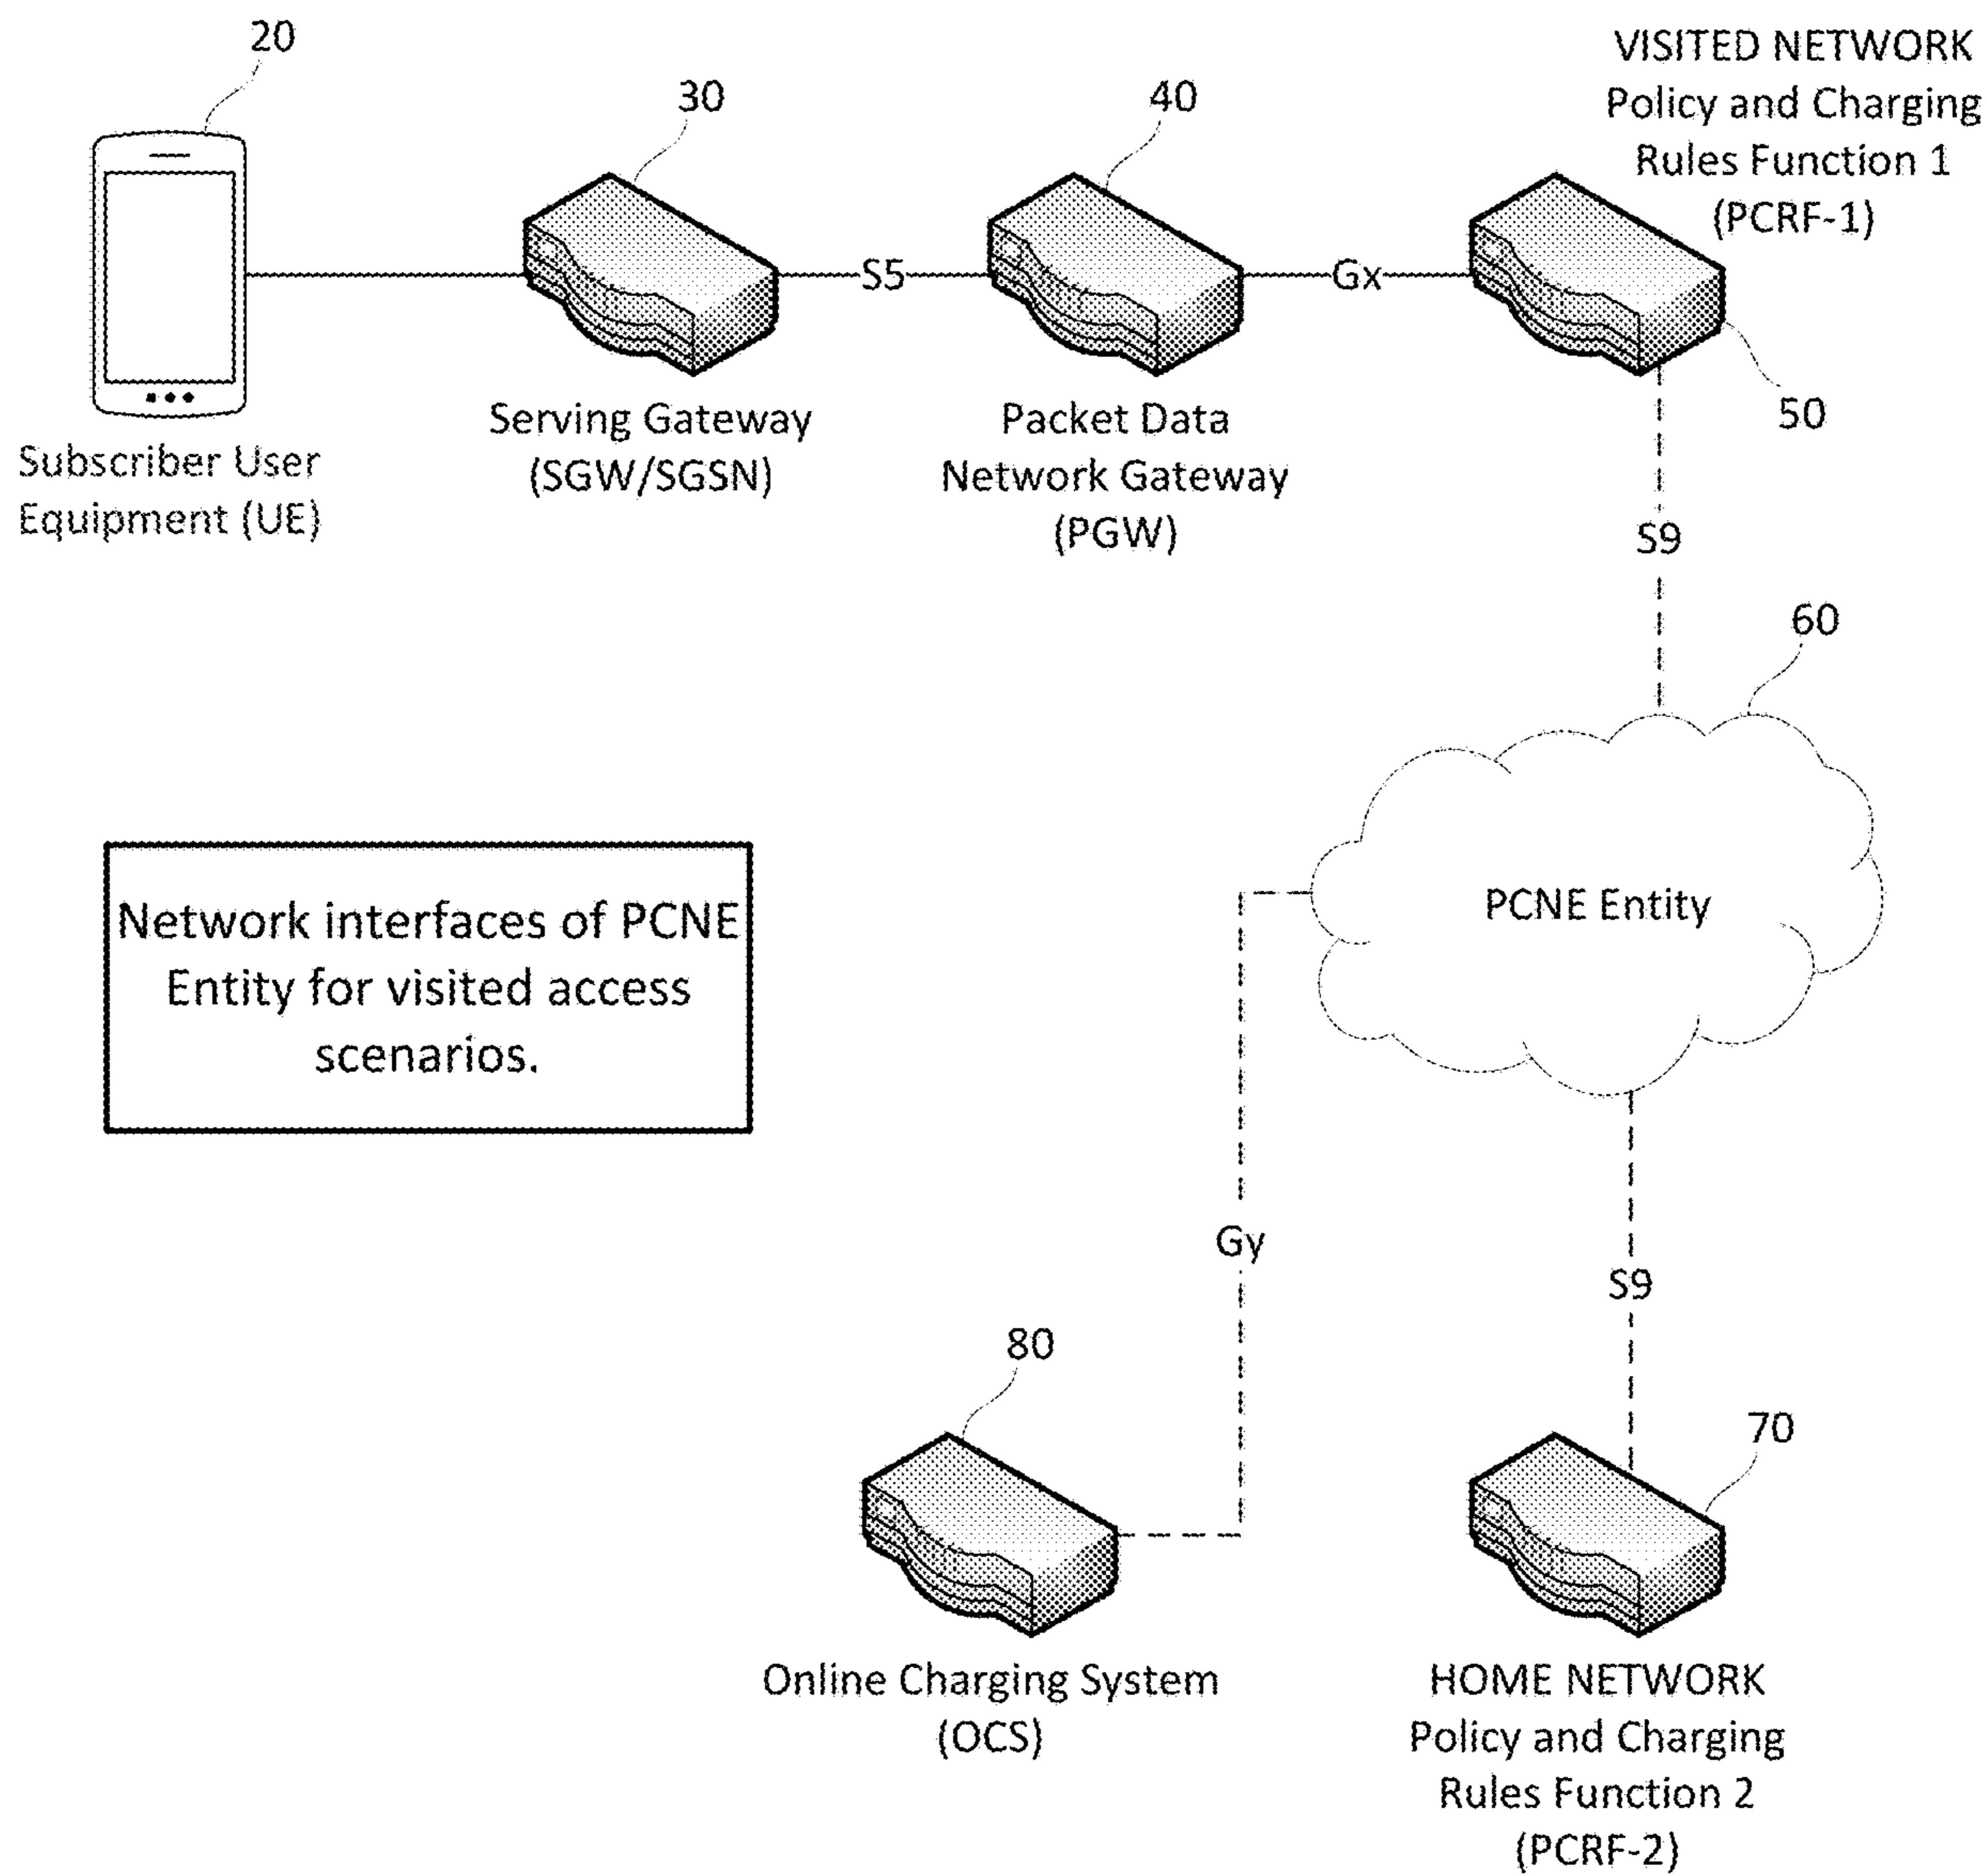 20
30
40
VISITED NETWORK
Policy and Charging
Rules Function 1
(PCRF-1)
S5
Gx
50
Subscriber User
Equipment (UE)
Serving Gateway
(SGW/SGSN)
Packet Data
Network Gateway
(PGW)
S9
60
PCNE Entity
Network interfaces of PCNE
Entity for visited access
scenarios.
Gy
S9
80
70
Online Charging System
(OCS)
HOME NETWORK
Policy and Charging
Rules Function 2
(PCRF-2)